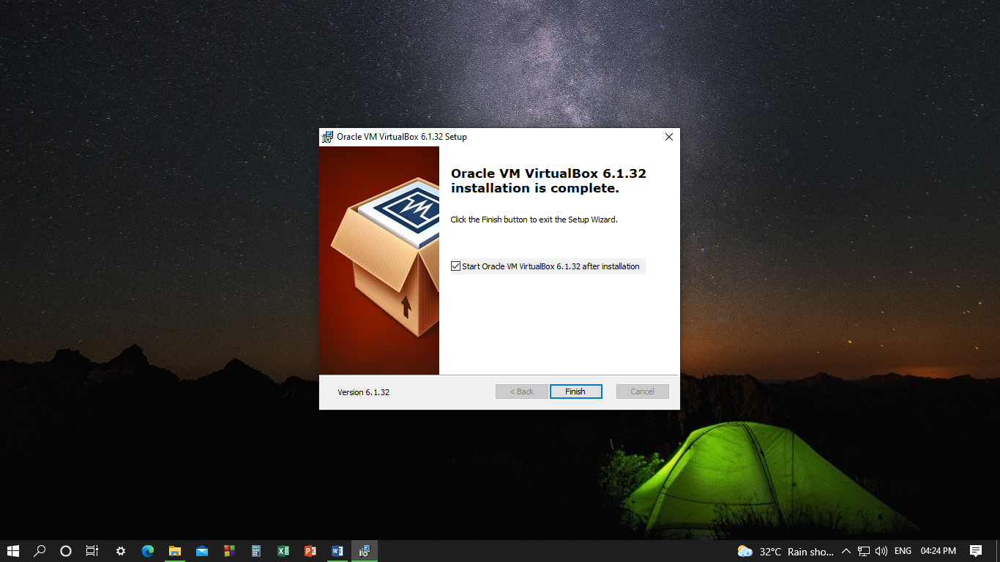 Oracle VM VirtualBox 6.1.32 Setup
Oracle VM VirtualBox 6.1.32
installation is complete.
Click the Finish button to exit the Setup Wizard.
Start Oracle VM VirtualBox 6.1.32 after installation
Version 6.1.32
< Back
Finish
Cancel
32°C Rain sho...
ENG
04:24 PM